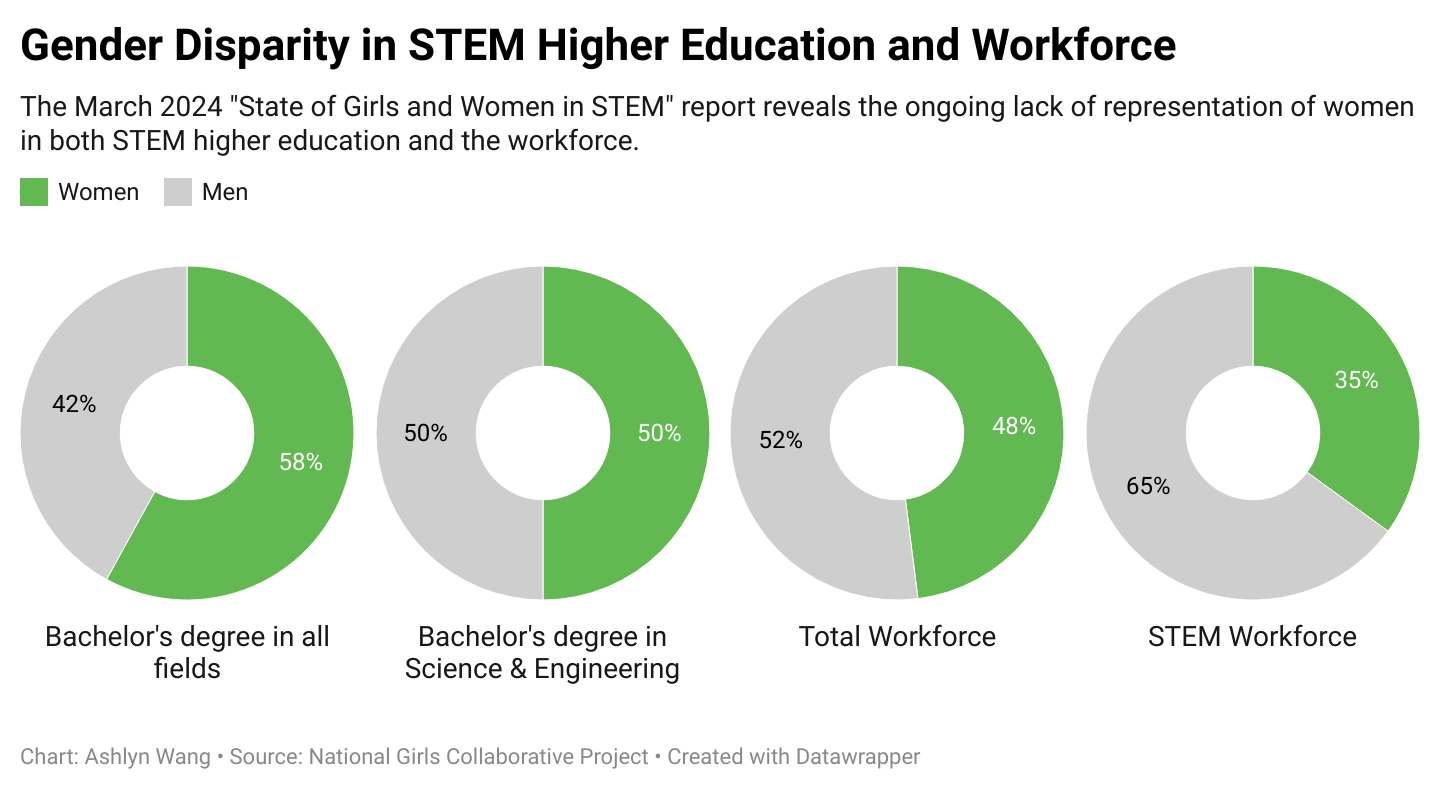 Gender Disparity in STEM Higher Education and Workforce
The March 2024 "State of Girls and Women in STEM" report reveals the ongoing lack of representation of women
in both STEM higher education and the workforce.
Women Men
42%
58%
50%
50%
52%
48%
65%
35%
Bachelor's degree in all
fields
Bachelor's degree in
Science & Engineering
Total Workforce
STEM Workforce
Chart: Ashlyn Wang • Source: National Girls Collaborative Project • Created with Datawrapper